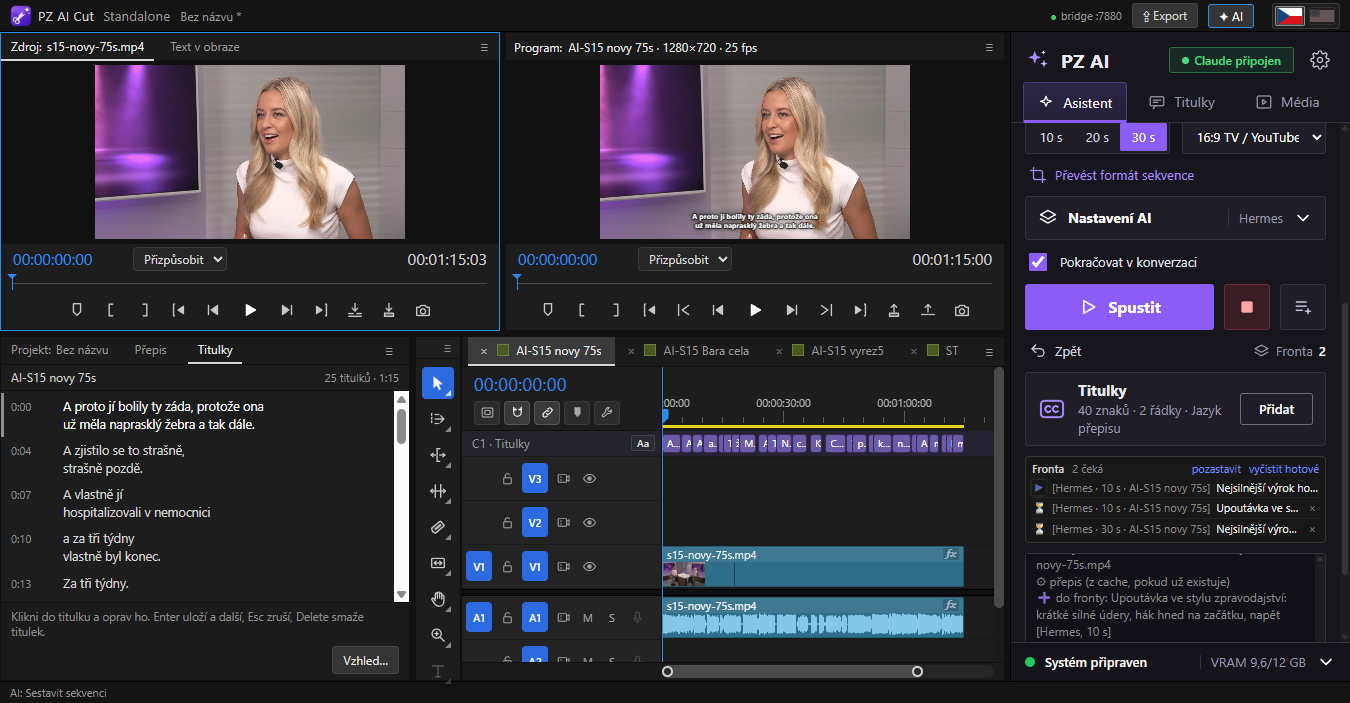 PZ AI Cut Standalone Bez názvu *
bridge :7880 Export AI
Zdroj: s15-novy-75s.mp4 Text v obraze
Program: AI-S15 novy 75s · 1280×720 · 25 fps
A proto jí bolily ty záda, protože ona
už měla naprasklý žebra a tak dále.
00:00:00:00 Přizpůsobit 00:01:15:03
00:00:00:00 Přizpůsobit 00:01:15:00
Projekt: Bez názvu Přepis Titulky
AI-S15 novy 75s 25 titulků · 1:15
0:00 A proto jí bolily ty záda, protože ona
už měla naprasklý žebra a tak dále.
0:04 A zjistilo se to strašně,
strašně pozdě.
0:07 A vlastně jí
hospitalizovali v nemocnici
0:10 a za tři týdny
vlastně byl konec.
0:13 Za tři týdny.
Klikni do titulku a oprav ho. Enter uloží a další, Esc zruší, Delete smaže
titulek.
Vzhled...
AI: Sestavit sekvenci
AI-S15 novy 75s AI-S15 Bara cela AI-S15 vyrez5 ST
00:00:00:00
:00:00 00:00:30:00 00:01:00:00
C1 · Titulky Aa
V3
V2
V1 V1 s15-novy-75s.mp4 fx
A1 A1 M S s15-novy-75s.mp4 fx
A2 M S
PZ AI Claude připojen
Asistent Titulky Média
10 s 20 s 30 s 16:9 TV / YouTube
Převést formát sekvence
Nastavení AI Hermes
Pokračovat v konverzaci
Spustit
Zpět Fronta 2
Titulky
CC 40 znaků · 2 řádky · Jazyk
přepisu
Přidat
Fronta 2 čeká pozastavit vyčistit hotové
[Hermes · 10 s · AI-S15 novy 75s] Nejsilnější výrok ho...
[Hermes · 10 s · AI-S15 novy 75s] Upoutávka ve s... ×
[Hermes · 30 s · AI-S15 novy 75s] Nejsilnější výro... ×
novy-75s.mp4
přepis (z cache, pokud už existuje)
do fronty: Upoutávka ve stylu zpravodajství:
krátké silné údery, hák hned na začátku, napět
[Hermes, 10 s]
Systém připraven VRAM 9,6/12 GB